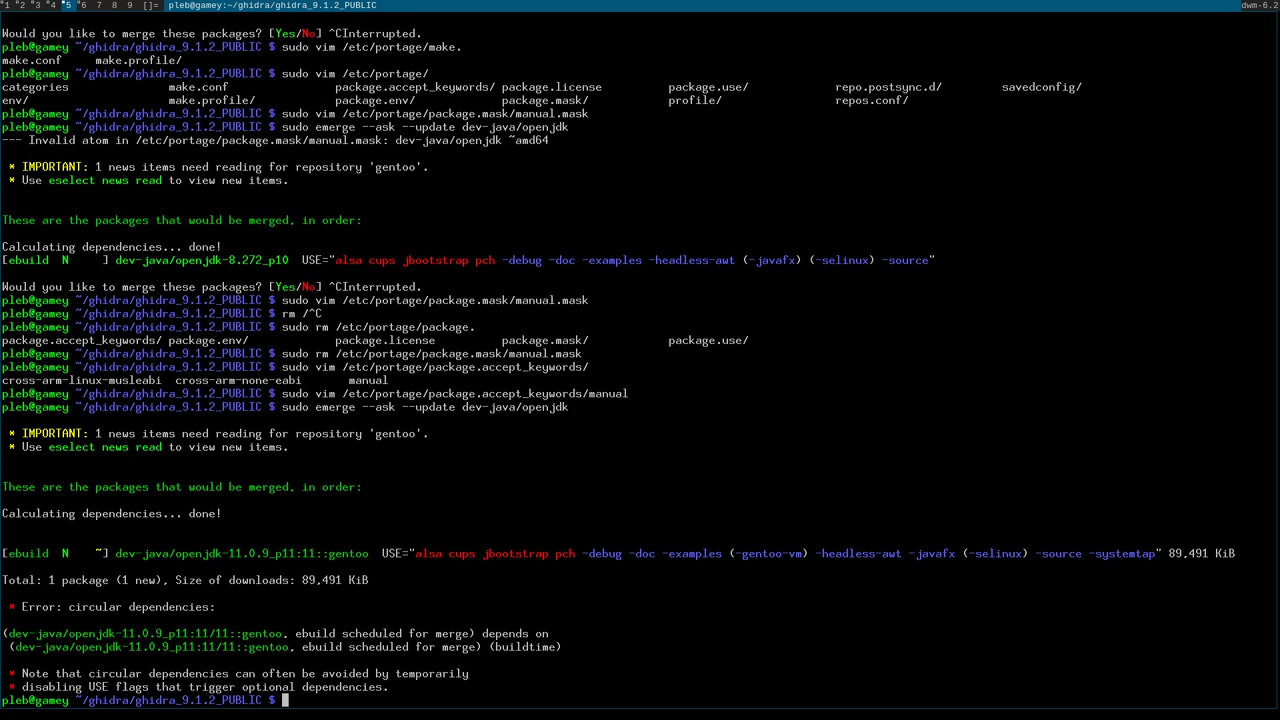 1 2 3 4 5 6 7 8 9 []= pleb@gamey:~/ghidra/ghidra_9.1.2_PUBLIC dwm-6.2
Would you like to merge these packages? [Yes/No] ^CInterrupted.
pleb@gamey ~/ghidra/ghidra_9.1.2_PUBLIC $ sudo vim /etc/portage/make.
make.conf make.profile/
pleb@gamey ~/ghidra/ghidra_9.1.2_PUBLIC $ sudo vim /etc/portage/
categories make.conf package.accept_keywords/ package.license package.use/ repo.postsync.d/ savedconfig/
env/ make.profile/ package.env/ package.mask/ profile/ repos.conf/
pleb@gamey ~/ghidra/ghidra_9.1.2_PUBLIC $ sudo vim /etc/portage/package.mask/manual.mask
pleb@gamey ~/ghidra/ghidra_9.1.2_PUBLIC $ sudo emerge --ask --update dev-java/openjdk
--- Invalid atom in /etc/portage/package.mask/manual.mask: dev-java/openjdk ~amd64
* IMPORTANT: 1 news items need reading for repository 'gentoo'.
* Use eselect news read to view new items.
These are the packages that would be merged, in order:
Calculating dependencies... done!
[ebuild N ] dev-java/openjdk-8.272_p10 USE="alsa cups jbootstrap pch -debug -doc -examples -headless-awt (-javafx) (-selinux) -source"
Would you like to merge these packages? [Yes/No] ^CInterrupted.
pleb@gamey ~/ghidra/ghidra_9.1.2_PUBLIC $ sudo vim /etc/portage/package.mask/manual.mask
pleb@gamey ~/ghidra/ghidra_9.1.2_PUBLIC $ rm /^C
pleb@gamey ~/ghidra/ghidra_9.1.2_PUBLIC $ sudo rm /etc/portage/package.
package.accept_keywords/ package.env/ package.license package.mask/ package.use/
pleb@gamey ~/ghidra/ghidra_9.1.2_PUBLIC $ sudo rm /etc/portage/package.mask/manual.mask
pleb@gamey ~/ghidra/ghidra_9.1.2_PUBLIC $ sudo vim /etc/portage/package.accept_keywords/
cross-arm-linux-musleabi cross-arm-none-eabi manual
pleb@gamey ~/ghidra/ghidra_9.1.2_PUBLIC $ sudo vim /etc/portage/package.accept_keywords/manual
pleb@gamey ~/ghidra/ghidra_9.1.2_PUBLIC $ sudo emerge --ask --update dev-java/openjdk
* IMPORTANT: 1 news items need reading for repository 'gentoo'.
* Use eselect news read to view new items.
These are the packages that would be merged, in order:
Calculating dependencies... done!
[ebuild N ~] dev-java/openjdk-11.0.9_p11:11::gentoo USE="alsa cups jbootstrap pch -debug -doc -examples (-gentoo-vm) -headless-awt -javafx (-selinux) -source -systemtap" 89,491 KiB
Total: 1 package (1 new), Size of downloads: 89,491 KiB
* Error: circular dependencies:
(dev-java/openjdk-11.0.9_p11:11/11::gentoo, ebuild scheduled for merge) depends on
(dev-java/openjdk-11.0.9_p11:11/11::gentoo, ebuild scheduled for merge) (buildtime)
* Note that circular dependencies can often be avoided by temporarily
* disabling USE flags that trigger optional dependencies.
pleb@gamey ~/ghidra/ghidra_9.1.2_PUBLIC $